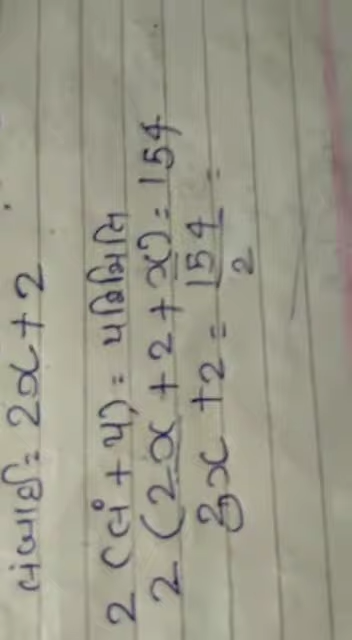 લંબાઈ = 2x + 2
2 (લં + પ) = પરિમિતિ
2 (2x + 2 + x) = 154
3x + 2 = 154/2 =